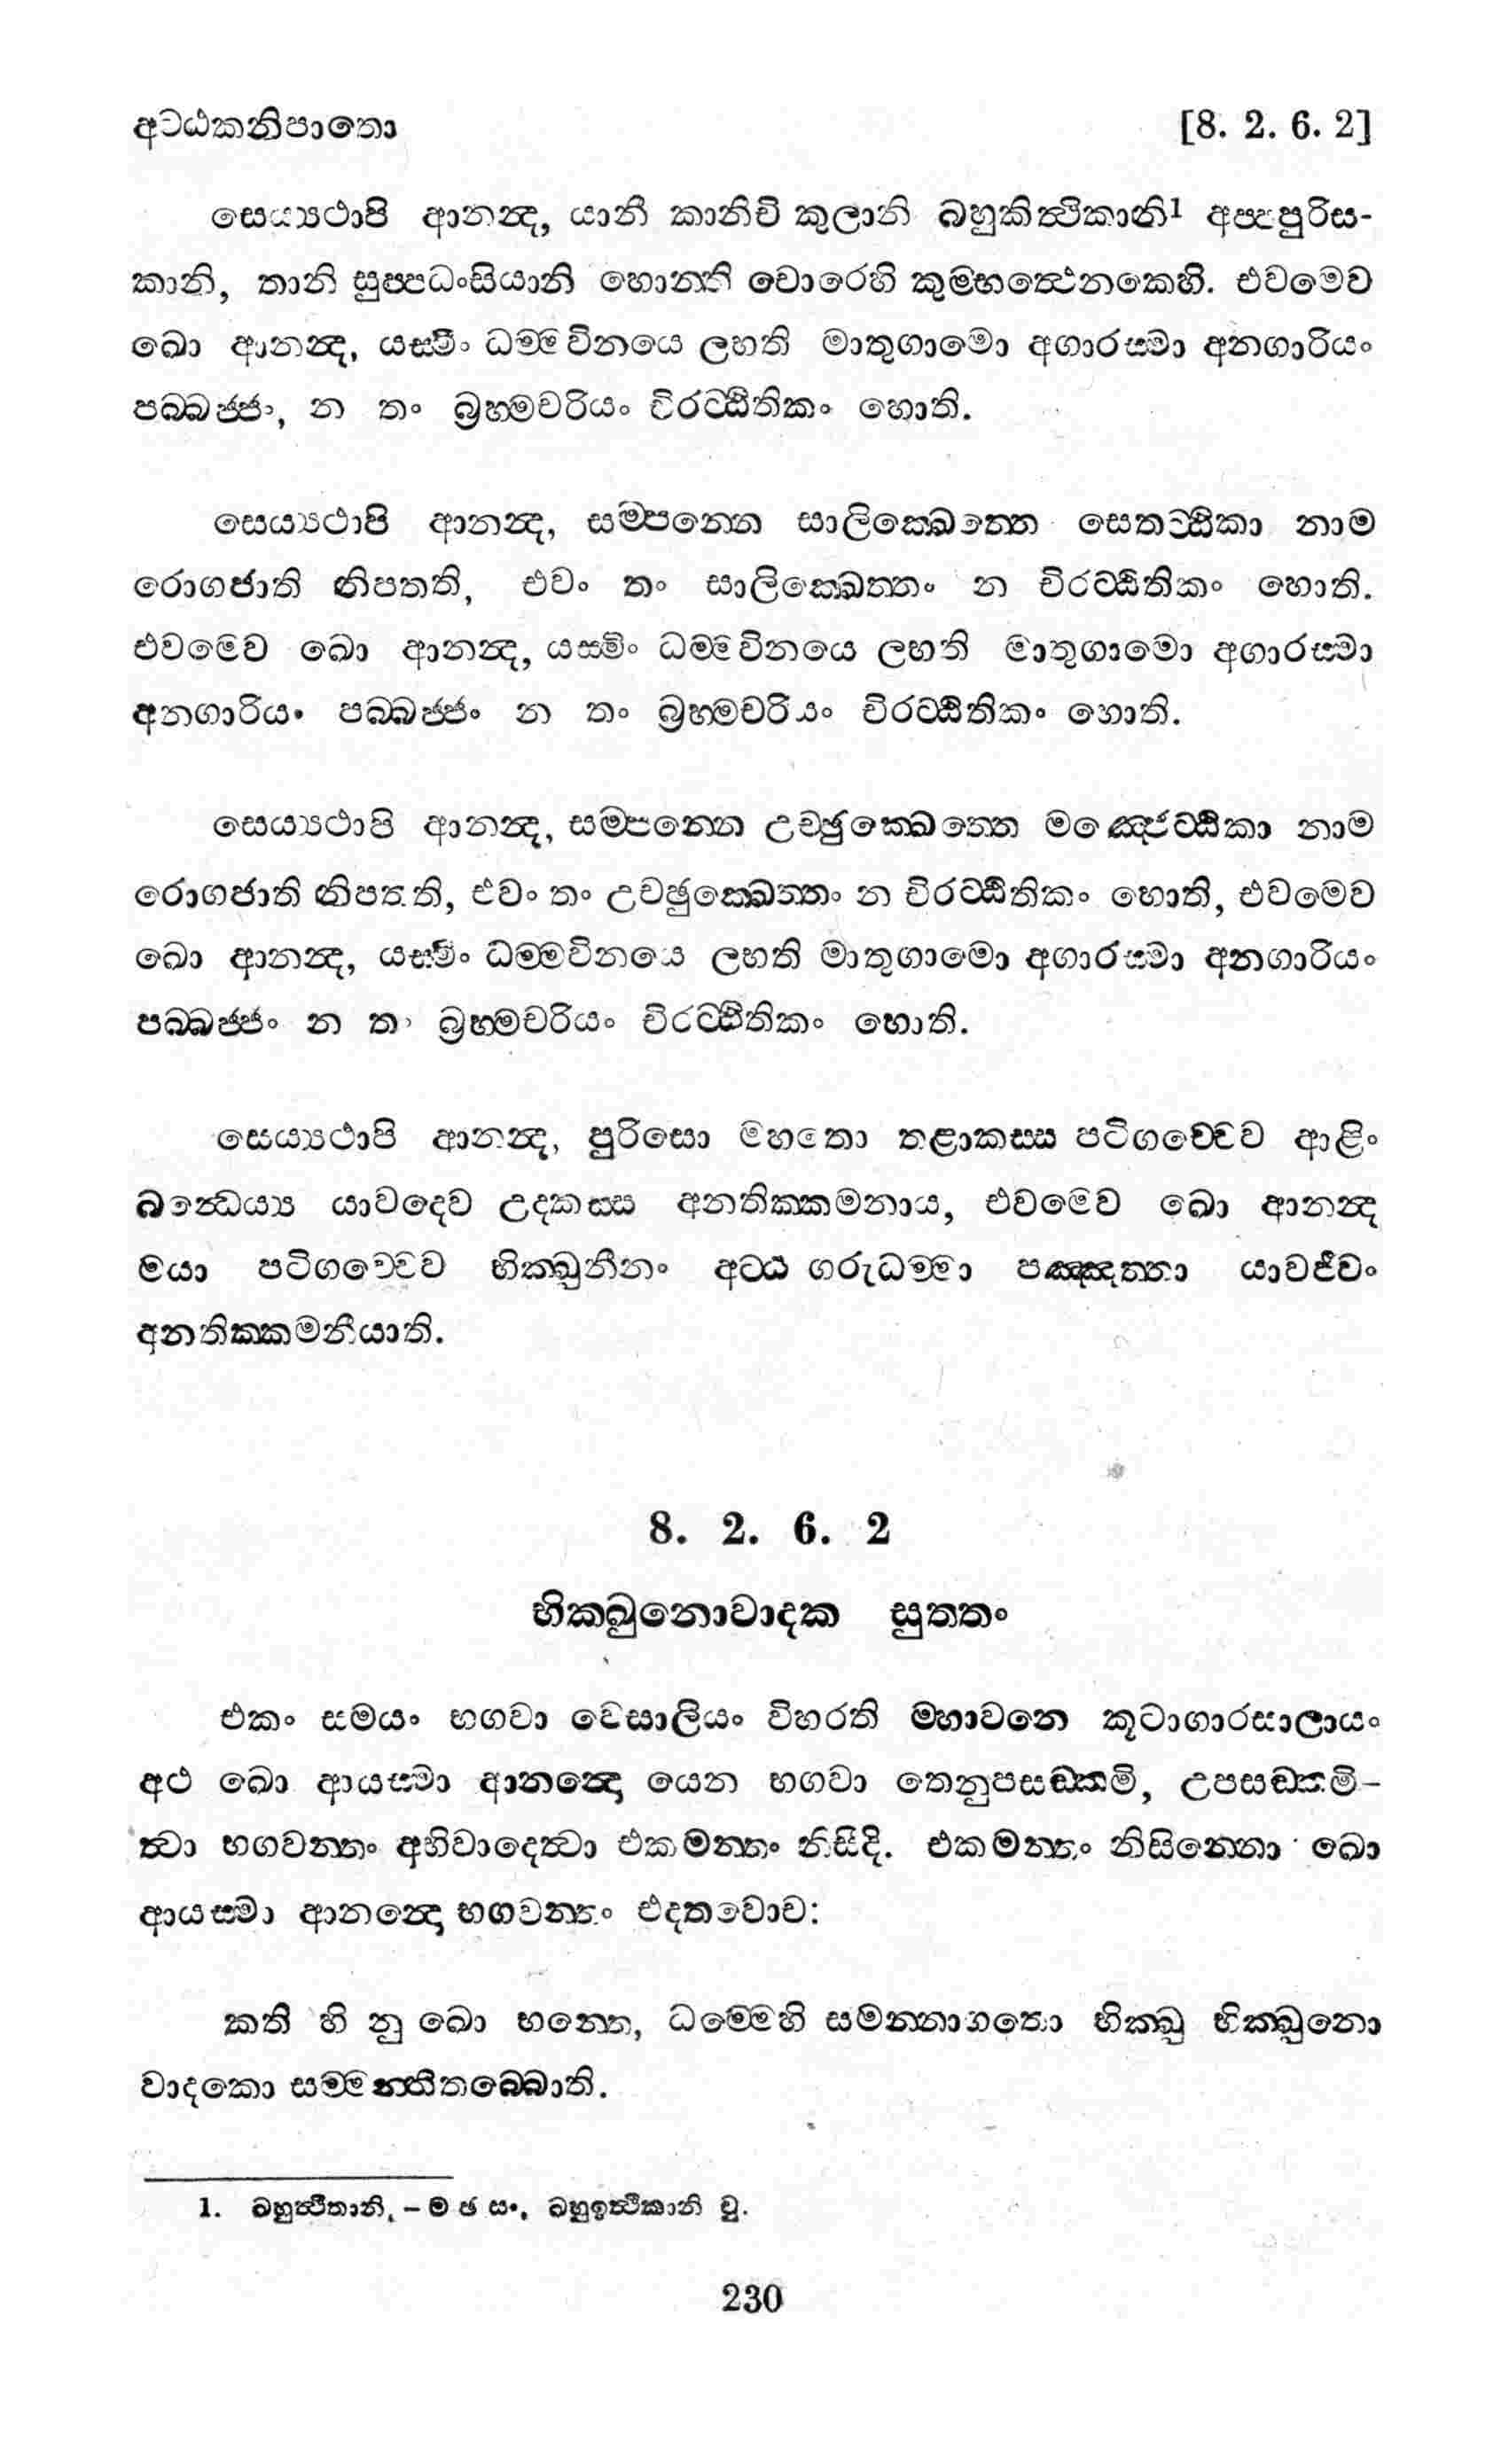 අට්ඨකනිපාතො [8. 2. 6. 2]
සෙය්‍යථාපි ආනන්‍ද, යානි කානිචි කුලානි බහුකිත්‍ථිකානි1 අප්පපුරිස-
කානි, තානි සුප්පධංසියානි හොන්ති චොරෙහි කුම්භත්‍ථෙනකෙහි. එවමෙව
ඛො ආනන්‍ද, යස්මිං ධම්මවිනයෙ ලභති මාතුගාමො අගාරස්මා අනගාරියං
පබ්බජ්ජං, න තං බ්‍රහ්මචරියං චිරට්ඨිතිකං හොති.
සෙය්‍යථාපි ආනන්‍ද, සම්පන්නෙ සාලික්ඛෙත්තෙ සෙතට්ඨිකා නාම
රොගජාති නිපතති, එවං තං සාලික්ඛෙත්තං න චිරට්ඨිතිකං හොති.
එවමෙව ඛො ආනන්‍ද, යස්මිං ධම්මවිනයෙ ලභති මාතුගාමො අගාරස්මා
අනගාරියං පබ්බජ්ජං න තං බ්‍රහ්මචරියං චිරට්ඨිතිකං හොති.
සෙය්‍යථාපි ආනන්‍ද, සම්පන්නෙ උච්ඡුක්ඛෙත්තෙ මඤ්ජෙට්ඨිකා නාම
රොගජාති නිපතති, එවං තං උච්ඡුක්ඛෙත්තං න චිරට්ඨිතිකං හොති, එවමෙව
ඛො ආනන්‍ද, යස්මිං ධම්මවිනයෙ ලභති මාතුගාමො අගාරස්මා අනගාරියං
පබ්බජ්ජං න තං බ්‍රහ්මචරියං චිරට්ඨිතිකං හොති.
සෙය්‍යථාපි ආනන්‍ද, පුරිසො මහතො තළාකස්ස පටිගච්චෙව ආළිං
බන්‍ධෙය්‍ය යාවදෙව උදකස්ස අනතික්කමනාය, එවමෙව ඛො ආනන්‍ද
මයා පටිගච්චෙව භික්ඛුනීනං අට්ඨ ගරුධම්මා පඤ්ඤත්තා යාවජීවං
අනතික්කමනීයාති.
8. 2. 6. 2
භික්ඛුනොවාදක සුත්තං
එකං සමයං භගවා වෙසාලියං විහරති මහාවනෙ කූටාගාරසාලායං
අථ ඛො ආයස්මා ආනන්‍දො යෙන භගවා තෙනුපසඞ්කමි, උපසඞ්කමි-
ත්‍වා භගවන්තං අභිවාදෙත්‍වා එකමන්තං නිසීදි. එකමන්තං නිසින්නො ඛො
ආයස්මා ආනන්‍දො භගවන්තං එදතවොච:
කති හි නු ඛො භන්තෙ, ධම්මෙහි සමන්නාගතො භික්ඛු භික්ඛුනො
වාදකො සම්මන්නිතබ්බොති.
1. බහුත්‍ථිතානි, – ම ඡ සං, බහුඉත්‍ථිකානි චු.
230